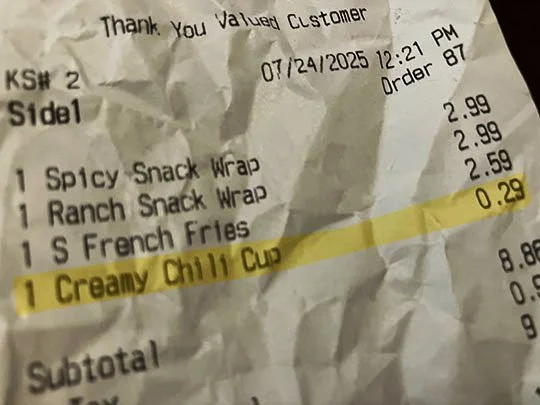 Thank You Valued Customer
KS# 2 07/24/2025 12:21 PM
Side1 Order 87
1 Spicy Snack Wrap 2.99
1 Ranch Snack Wrap 2.99
1 S French Fries 2.59
1 Creamy Chili Cup 0.29
Subtotal 8.86